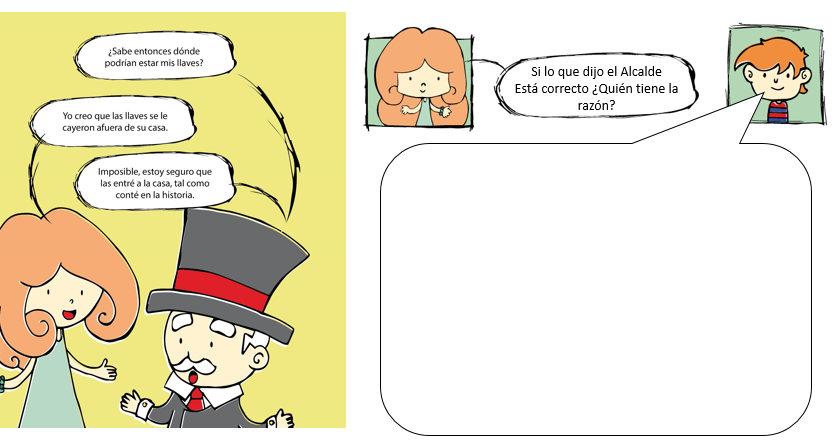 ¿Sabe entonces dónde
podrían estar mis llaves?
Yo creo que las llaves se le
cayeron afuera de su casa.
Imposible, estoy seguro que
las entré a la casa, tal como
conté en la historia.
Si lo que dijo el Alcalde
Está correcto ¿Quién tiene la
razón?